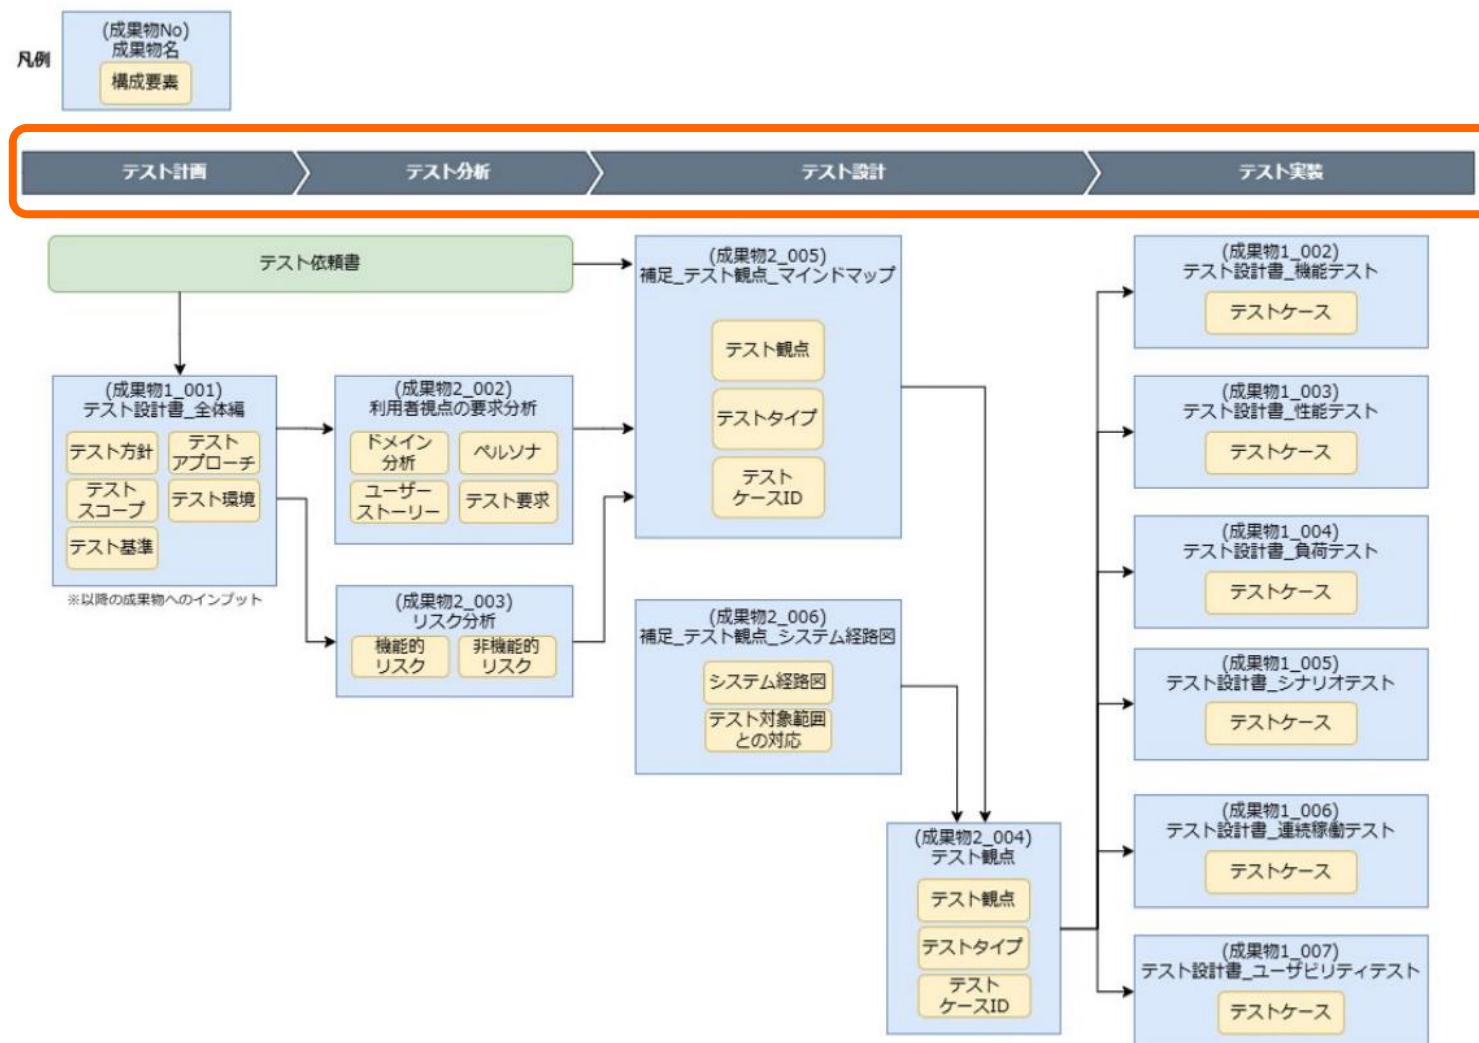 凡例
(成果物No)
成果物名
構成要素
テスト計画
テスト分析
テスト設計
テスト実装
テスト依頼書
(成果物1_001)
テスト設計書_全体編
テスト方針
テスト
アプローチ
テスト
スコープ
テスト環境
テスト基準
※以降の成果物へのインプット
(成果物2_002)
利用者視点の要求分析
ドメイン
分析
ペルソナ
ユーザー
ストーリー
テスト要求
(成果物2_003)
リスク分析
機能的
リスク
非機能的
リスク
(成果物2_005)
補足_テスト観点_マインドマップ
テスト観点
テストタイプ
テスト
ケースID
(成果物2_006)
補足_テスト観点_システム経路図
システム経路図
テスト対象範囲
との対応
(成果物2_004)
テスト観点
テスト観点
テストタイプ
テスト
ケースID
(成果物1_002)
テスト設計書_機能テスト
テストケース
(成果物1_003)
テスト設計書_性能テスト
テストケース
(成果物1_004)
テスト設計書_負荷テスト
テストケース
(成果物1_005)
テスト設計書_シナリオテスト
テストケース
(成果物1_006)
テスト設計書_連続稼働テスト
テストケース
(成果物1_007)
テスト設計書_ユーザビリティテスト
テストケース